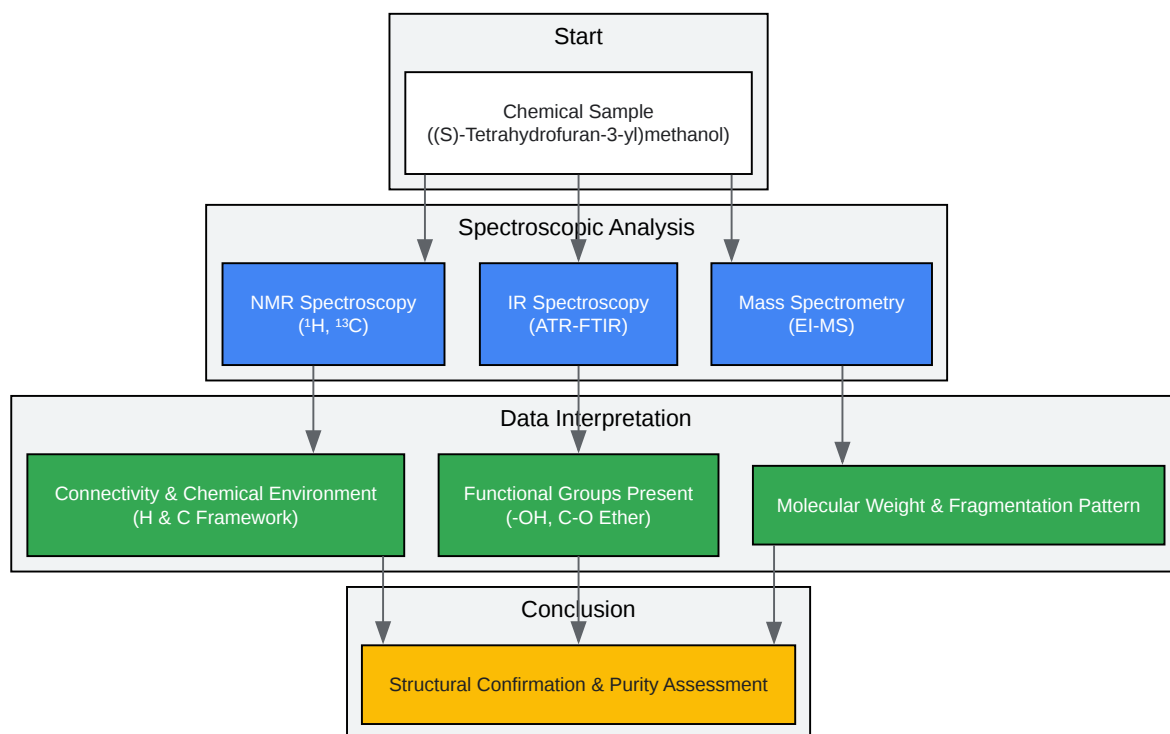 Start
Chemical Sample
((S)-Tetrahydrofuran-3-yl)methanol)
Spectroscopic Analysis
NMR Spectroscopy
(¹H, ¹³C)
IR Spectroscopy
(ATR-FTIR)
Mass Spectrometry
(EI-MS)
Data Interpretation
Connectivity & Chemical Environment
(H & C Framework)
Functional Groups Present
(-OH, C-O Ether)
Molecular Weight & Fragmentation Pattern
Conclusion
Structural Confirmation & Purity Assessment